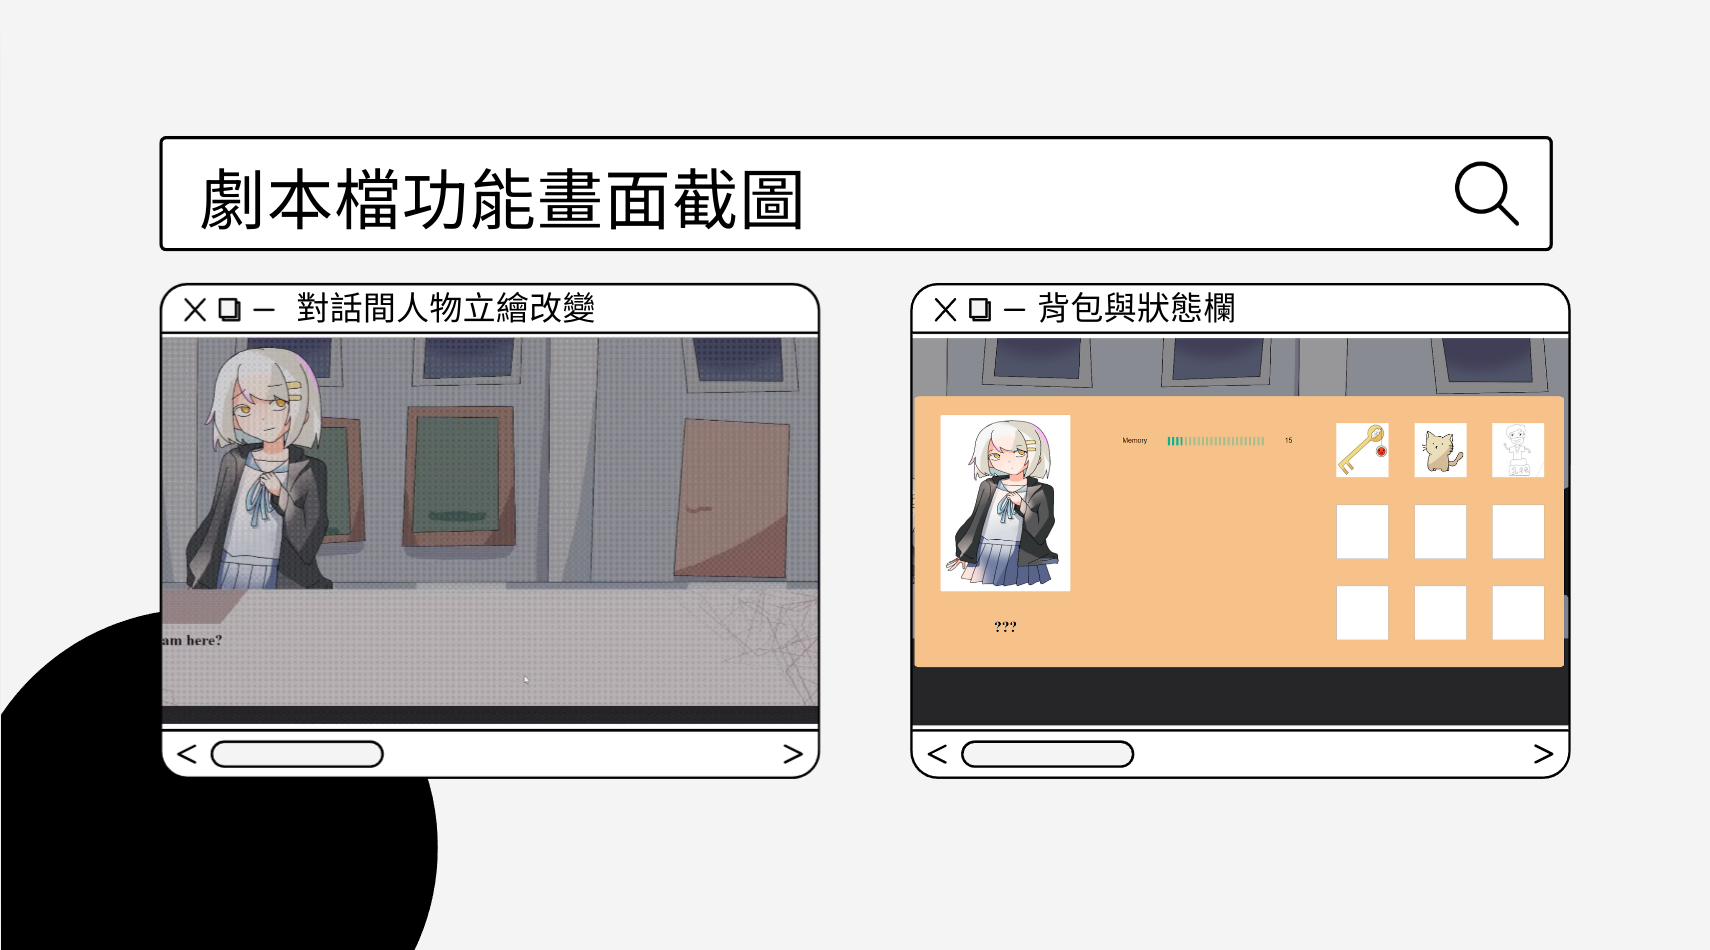 劇本檔功能畫面截圖
對話間人物立繪改變
am here?
背包與狀態欄
Memory 15
???